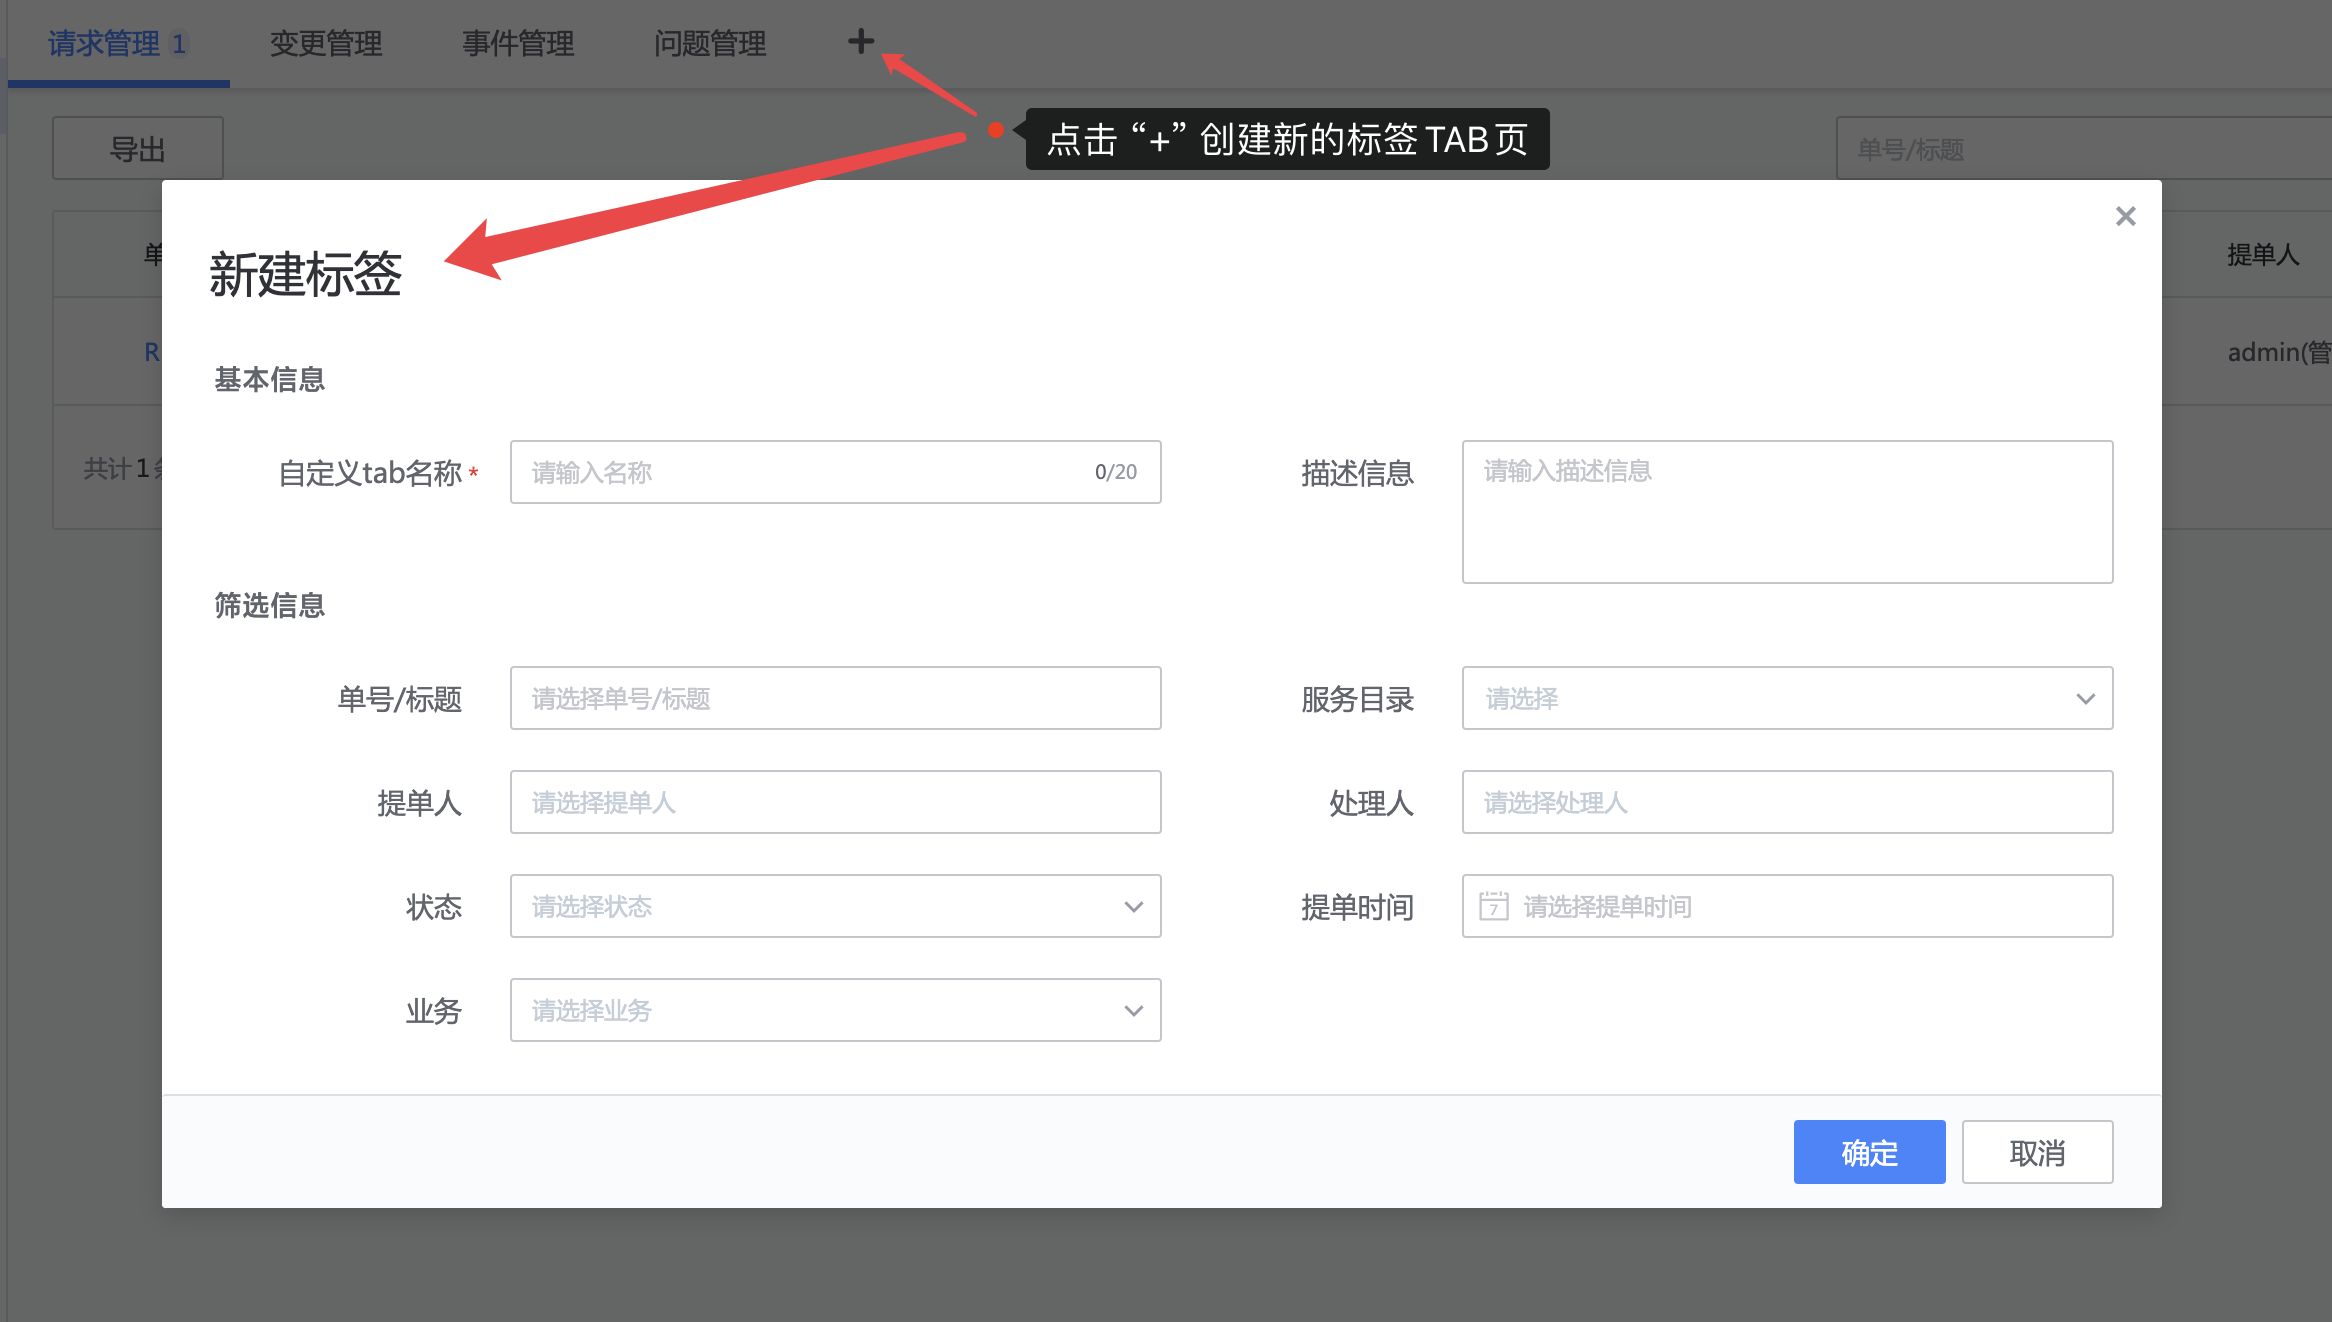 请求管理 1 变更管理 事件管理 问题管理 +
点击 “+” 创建新的标签 TAB 页
导出
单号/标题
新建标签
单
提单人
R
admin(管
基本信息
自定义tab名称 *
请输入名称
0/20
描述信息
请输入描述信息
共计 1
筛选信息
单号/标题
请选择单号/标题
服务目录
请选择
提单人
请选择提单人
处理人
请选择处理人
状态
请选择状态
提单时间
7
请选择提单时间
业务
请选择业务
确定
取消